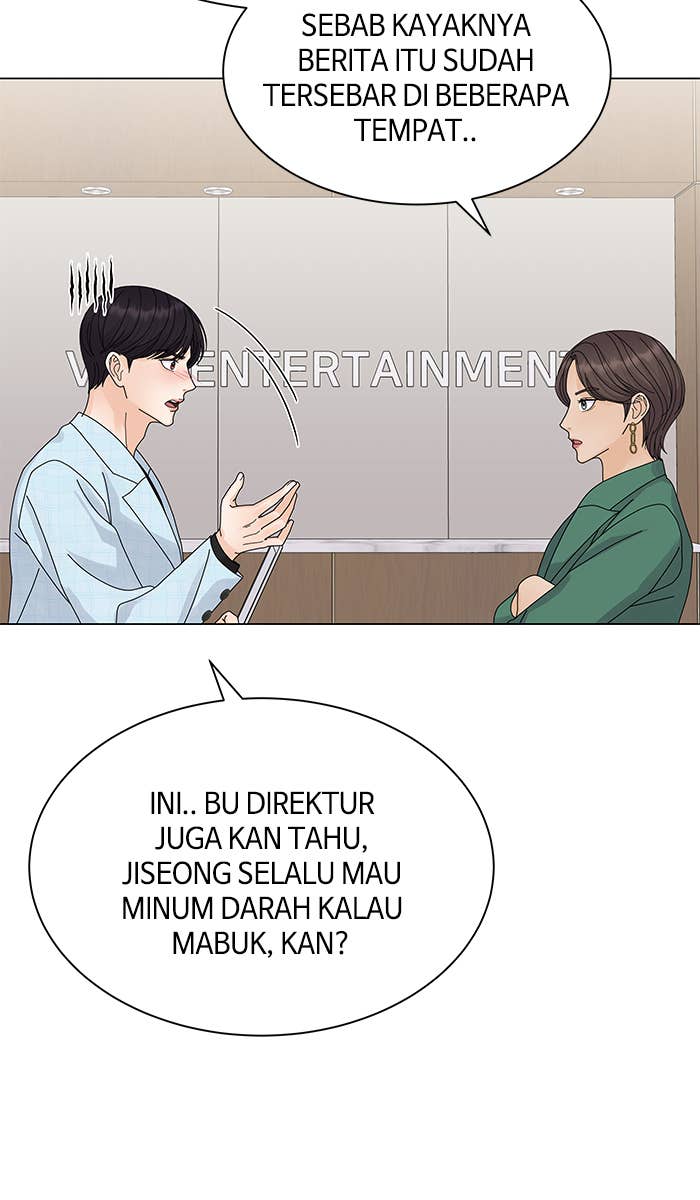 SEBAB KAYAKNYA
BERITA ITU SUDAH
TERSEBAR DI BEBERAPA
TEMPAT..
ENTERTAINMENT
INI.. BU DIREKTUR
JUGA KAN TAHU,
JISEONG SELALU MAU
MINUM DARAH KALAU
MABUK, KAN?